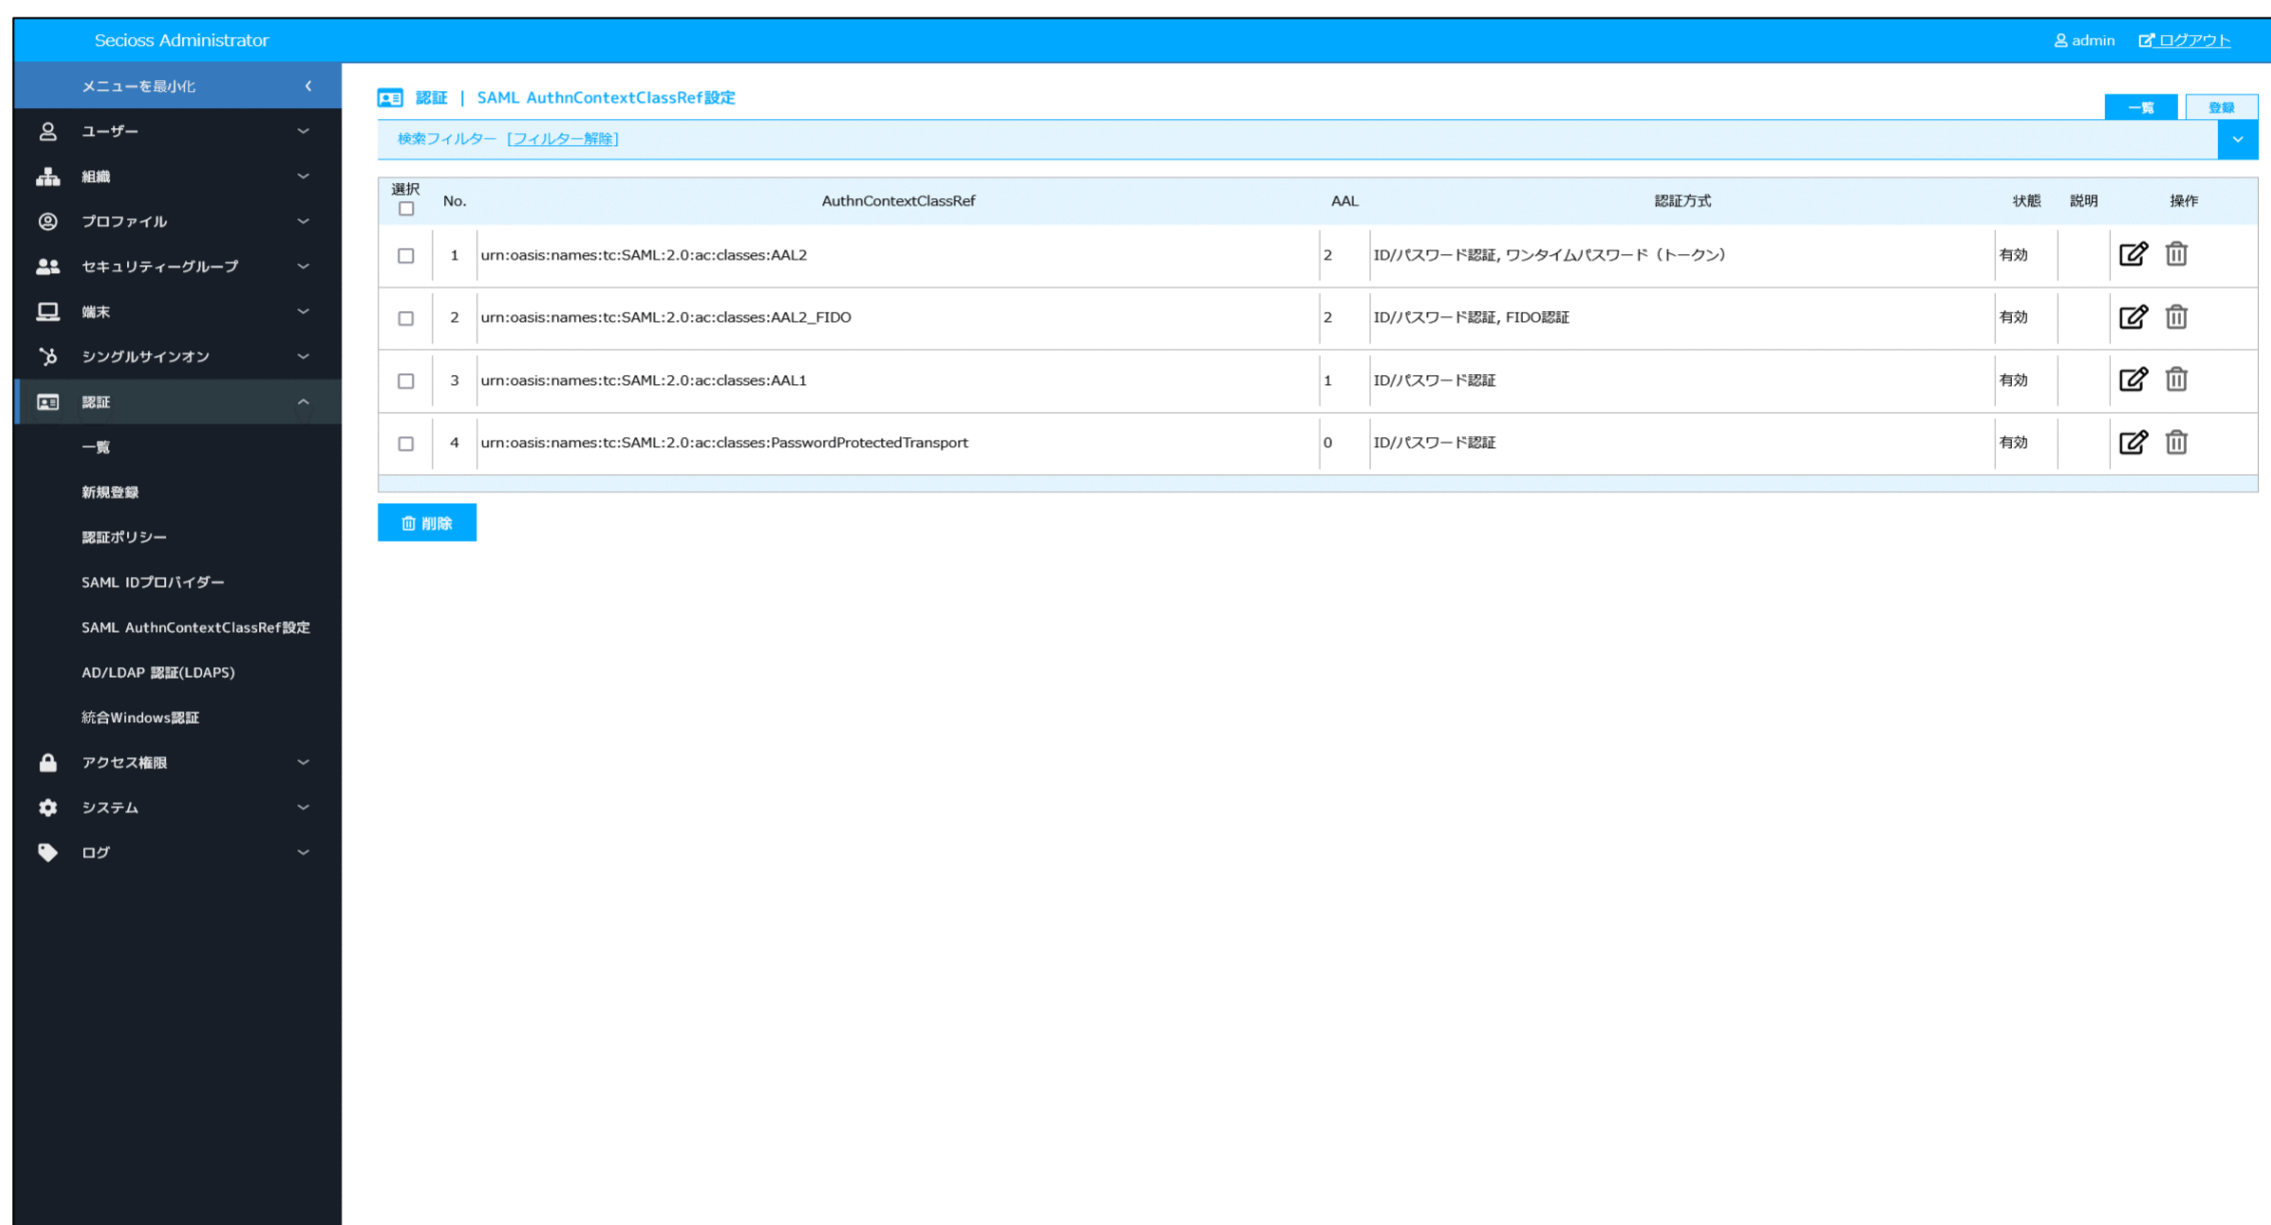 Secioss Administrator
admin ログアウト
メニューを最小化
ユーザー
組織
プロファイル
セキュリティーグループ
端末
シングルサインオン
認証
一覧
新規登録
認証ポリシー
SAML IDプロバイダー
SAML AuthnContextClassRef設定
AD/LDAP 認証(LDAPS)
統合Windows認証
アクセス権限
システム
ログ
認証 | SAML AuthnContextClassRef設定
一覧 登録
検索フィルター [フィルター解除]
選択 No. AuthnContextClassRef AAL 認証方式 状態 説明 操作
1 urn:oasis:names:tc:SAML:2.0:ac:classes:AAL2 2 ID/パスワード認証, ワンタイムパスワード（トークン） 有効
2 urn:oasis:names:tc:SAML:2.0:ac:classes:AAL2_FIDO 2 ID/パスワード認証, FIDO認証 有効
3 urn:oasis:names:tc:SAML:2.0:ac:classes:AAL1 1 ID/パスワード認証 有効
4 urn:oasis:names:tc:SAML:2.0:ac:classes:PasswordProtectedTransport 0 ID/パスワード認証 有効
削除